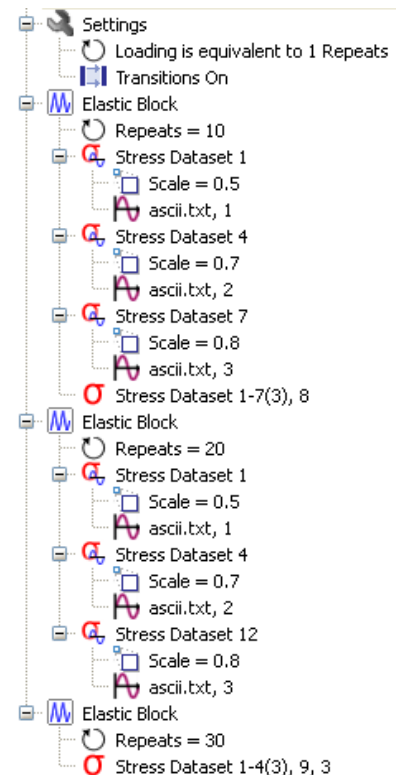 Settings
Loading is equivalent to 1 Repeats
Transitions On
Elastic Block
Repeats = 10
Stress Dataset 1
Scale = 0.5
ascii.txt, 1
Stress Dataset 4
Scale = 0.7
ascii.txt, 2
Stress Dataset 7
Scale = 0.8
ascii.txt, 3
σ Stress Dataset 1-7(3), 8
Elastic Block
Repeats = 20
Stress Dataset 1
Scale = 0.5
ascii.txt, 1
Stress Dataset 4
Scale = 0.7
ascii.txt, 2
Stress Dataset 12
Scale = 0.8
ascii.txt, 3
Elastic Block
Repeats = 30
σ Stress Dataset 1-4(3), 9, 3